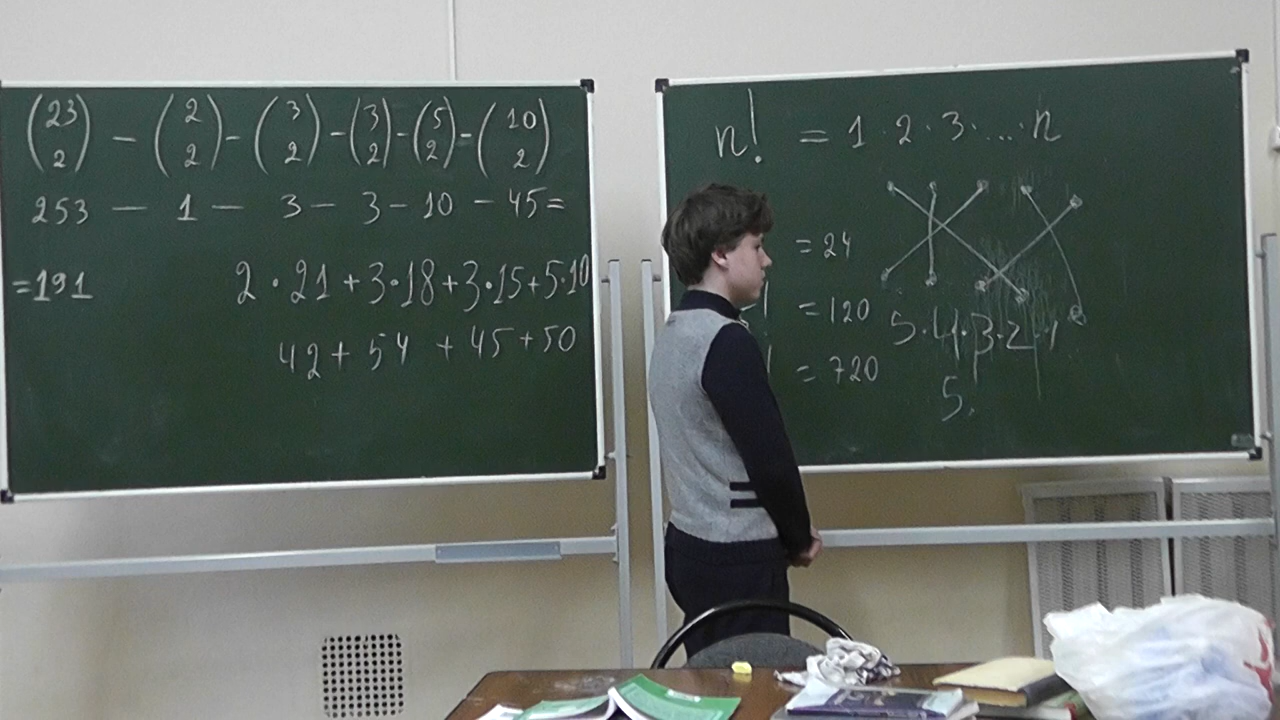 (23 2) - (2 2) - (3 2) - (3 2) - (5 2) - (10 2)
253 - 1 - 3 - 3 - 10 - 45 =
= 191
2 · 21 + 3 · 18 + 3 · 15 + 5 · 10
42 + 54 + 45 + 50
n! = 1 · 2 · 3 · ... · n
= 24
= 120
= 720
5 · 4 · 3 · 2 · 1
5.